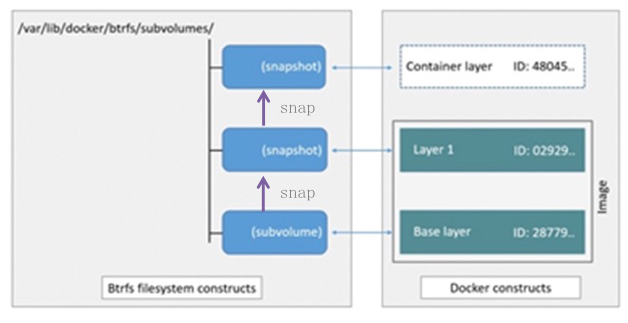 /var/lib/docker/btrfs/subvolumes/
(snapshot)
snap
(snapshot)
snap
(subvolume)
Btrfs filesystem constructs
Container layer ID: 48045..
Layer 1 ID: 02929..
Base layer ID: 28779..
Image
Docker constructs